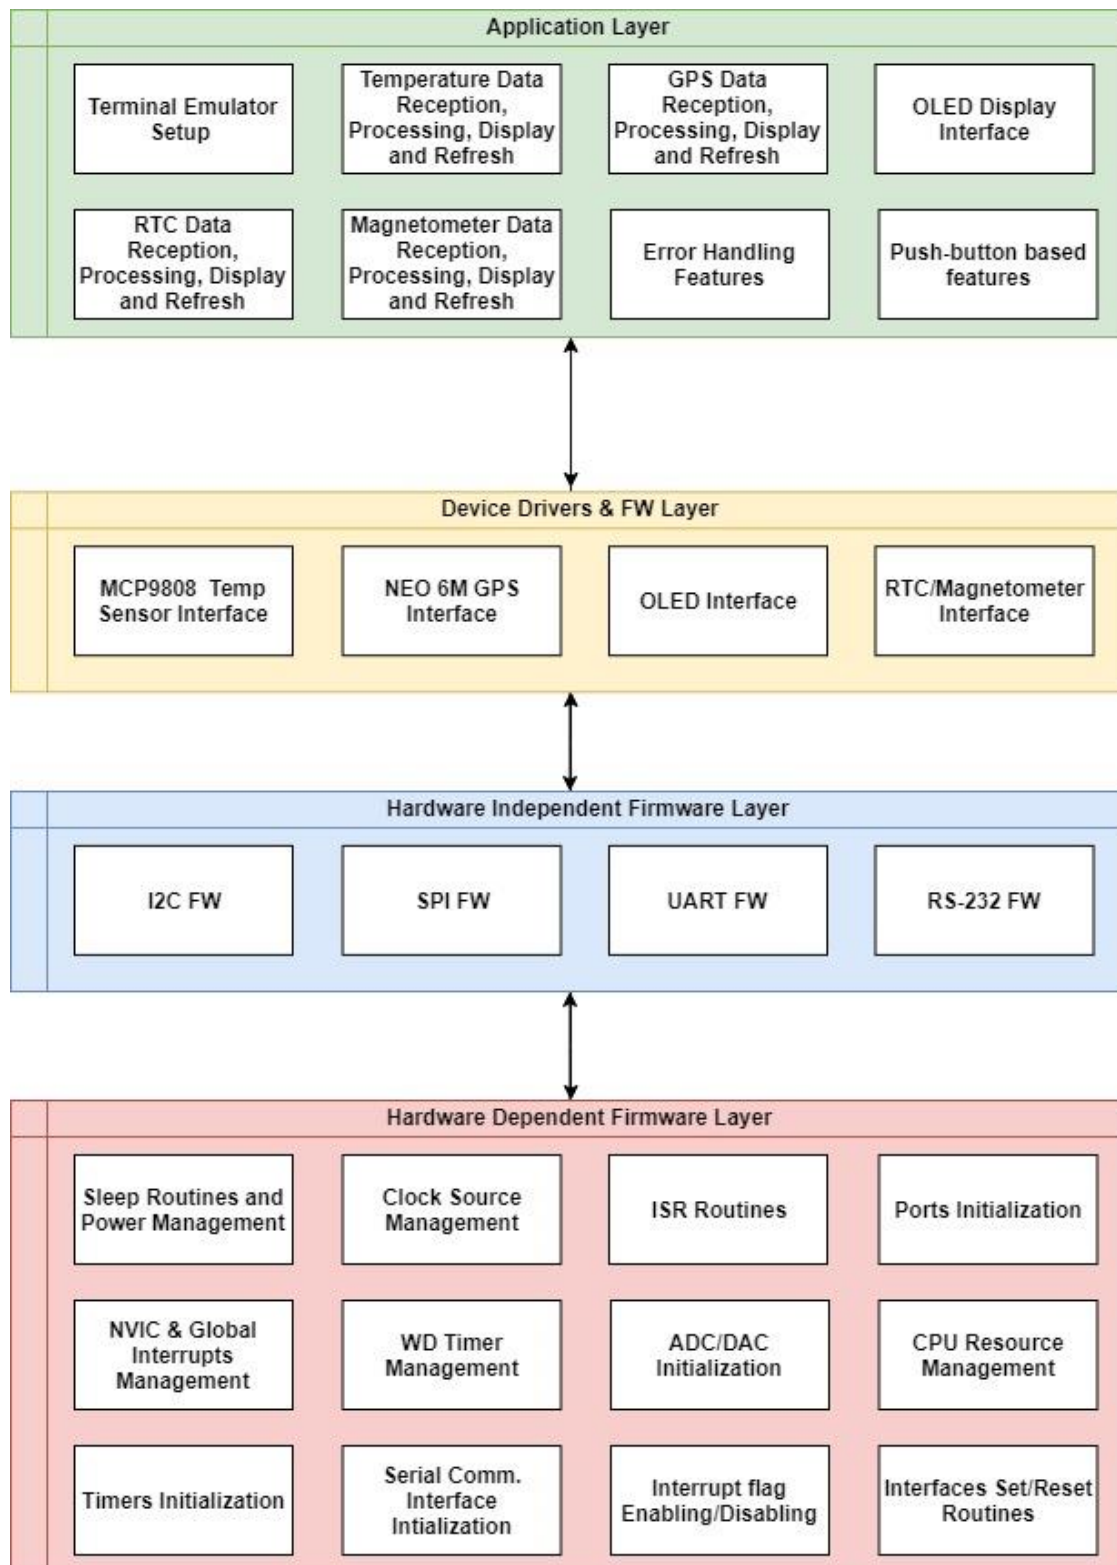 Application Layer
Terminal Emulator
Setup
Temperature Data
Reception,
Processing, Display
and Refresh
GPS Data
Reception,
Processing, Display
and Refresh
OLED Display
Interface
RTC Data
Reception,
Processing, Display
and Refresh
Magnetometer Data
Reception,
Processing, Display
and Refresh
Error Handling
Features
Push-button based
features
Device Drivers & FW Layer
MCP9808 Temp
Sensor Interface
NEO 6M GPS
Interface
OLED Interface
RTC/Magnetometer
Interface
Hardware Independent Firmware Layer
I2C FW
SPI FW
UART FW
RS-232 FW
Hardware Dependent Firmware Layer
Sleep Routines and
Power Management
Clock Source
Management
ISR Routines
Ports Initialization
NVIC & Global
Interrupts
Management
WD Timer
Management
ADC/DAC
Initialization
CPU Resource
Management
Timers Initialization
Serial Comm.
Interface
Intialization
Interrupt flag
Enabling/Disabling
Interfaces Set/Reset
Routines